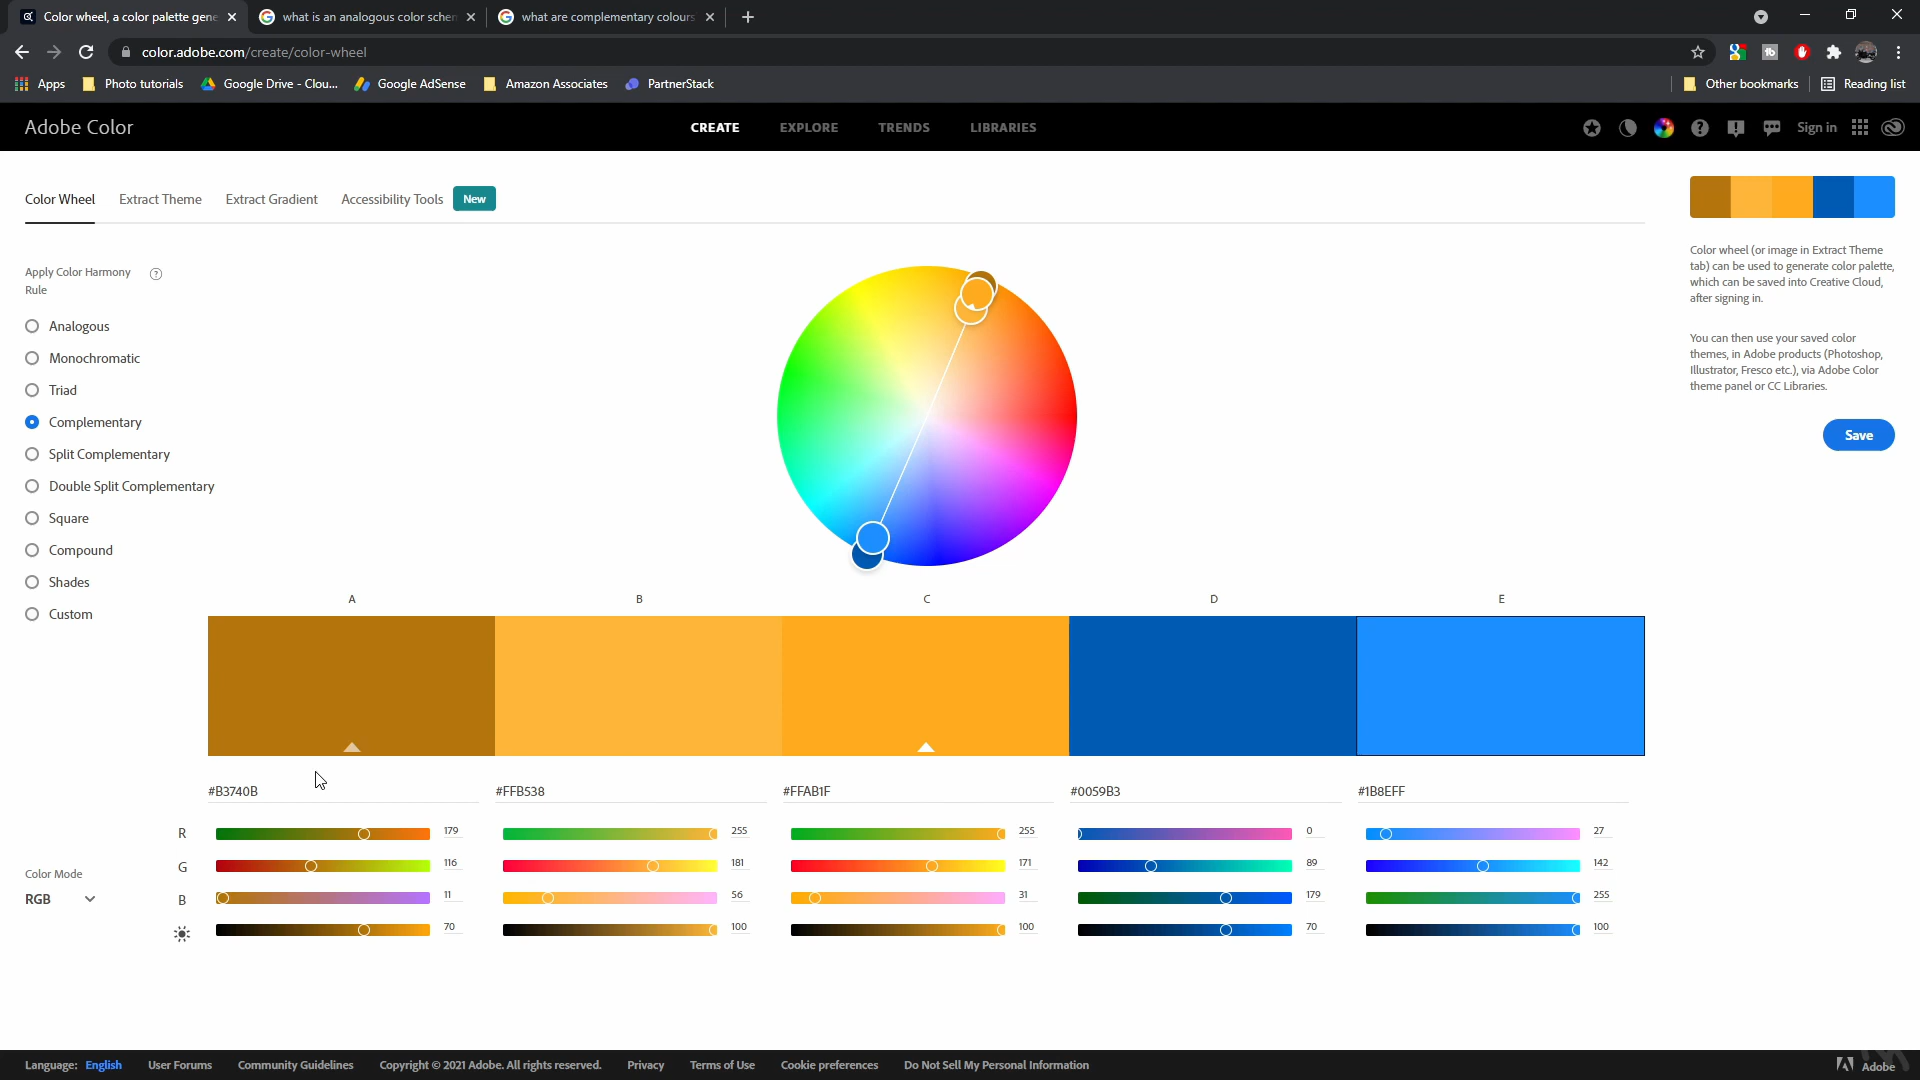 Color wheel, a color palette gene
what is an analogous color schem
what are complementary colours
color.adobe.com/create/color-wheel
Apps
Photo tutorials
Google Drive - Clou...
Google AdSense
Amazon Associates
PartnerStack
Other bookmarks
Reading list
Adobe Color
CREATE
EXPLORE
TRENDS
LIBRARIES
Sign in
Color Wheel
Extract Theme
Extract Gradient
Accessibility Tools
New
Color wheel (or image in Extract Theme
tab) can be used to generate color palette,
which can be saved into Creative Cloud,
after signing in.
You can then use your saved color
themes, in Adobe products (Photoshop,
Illustrator, Fresco etc.), via Adobe Color
theme panel or CC Libraries.
Save
Apply Color Harmony
Rule
Analogous
Monochromatic
Triad
Complementary
Split Complementary
Double Split Complementary
Square
Compound
Shades
Custom
A
B
C
D
E
#B3740B
#FFB538
#FFAB1F
#0059B3
#1B8EFF
R
179
255
255
0
27
G
116
181
171
89
142
B
11
56
31
179
255
70
100
100
70
100
Color Mode
RGB
Language: English
User Forums
Community Guidelines
Copyright © 2021 Adobe. All rights reserved.
Privacy
Terms of Use
Cookie preferences
Do Not Sell My Personal Information
Adobe